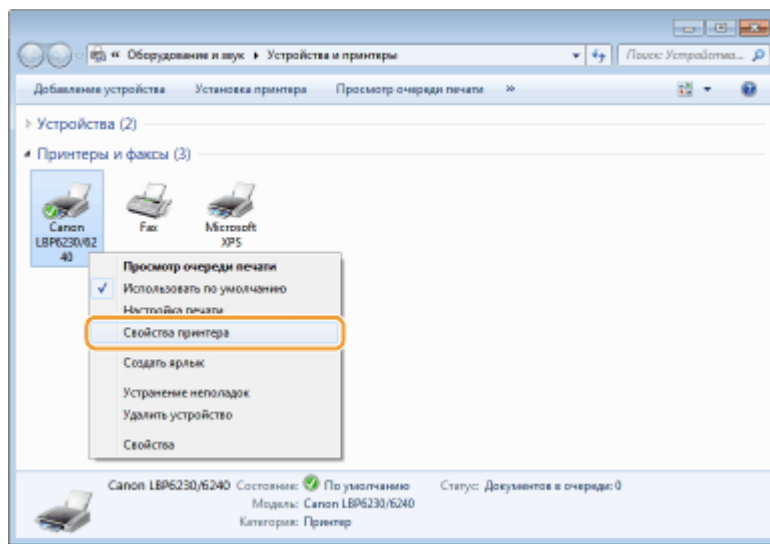 « Оборудование и звук ▸ Устройства и принтеры
Поиск: Устройства...
Добавление устройства Установка принтера Просмотр очереди печати »
Устройства (2)
Принтеры и факсы (3)
Canon LBP6230/62 40
Fax
Microsoft XPS
Просмотр очереди печати
Использовать по умолчанию
Настройка печати
Свойства принтера
Создать ярлык
Устранение неполадок
Удалить устройство
Свойства
Canon LBP6230/6240 Состояние: По умолчанию Статус: Документов в очереди: 0
Модель: Canon LBP6230/6240
Категория: Принтер